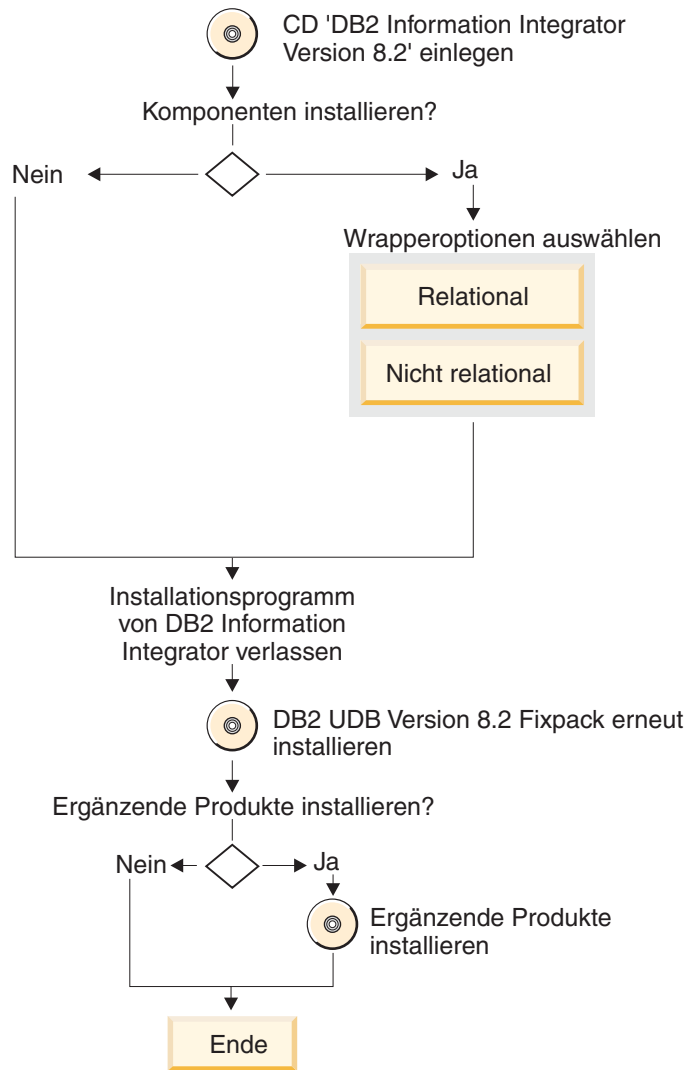 CD 'DB2 Information Integrator
Version 8.2' einlegen
Komponenten installieren?
Nein
Ja
Wrapperoptionen auswählen
Relational
Nicht relational
Installationsprogramm
von DB2 Information
Integrator verlassen
DB2 UDB Version 8.2 Fixpack erneut
installieren
Ergänzende Produkte installieren?
Nein
Ja
Ergänzende Produkte
installieren
Ende